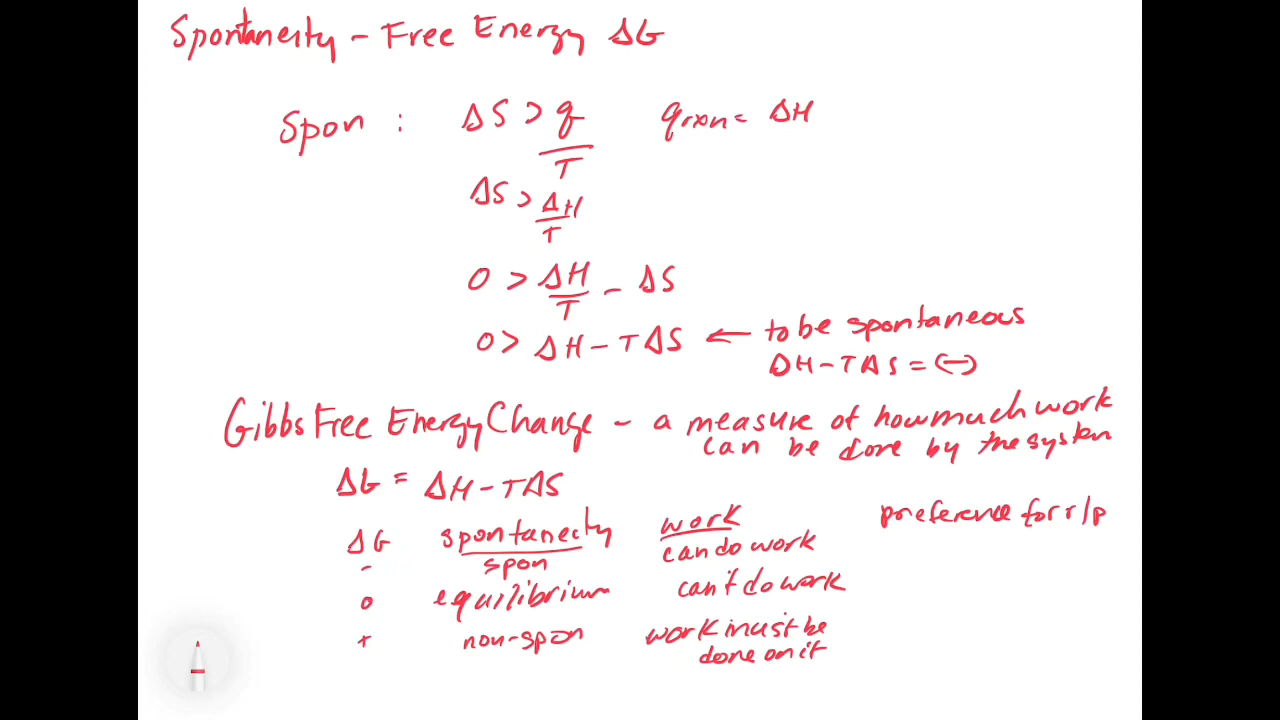 Spontaneity - Free Energy ΔG
Spon : ΔS > q/T q rxn = ΔH
ΔS > ΔH/T
0 > ΔH/T - ΔS
0 > ΔH - TΔS ← to be spontaneous
ΔH - TΔS = (-)
Gibbs Free Energy Change - a measure of how much work
can be done by the system
ΔG = ΔH - TΔS
ΔG spontaneity work preference for r/p
- spon can do work
0 equilibrium can't do work
+ non-spon work must be
done on it